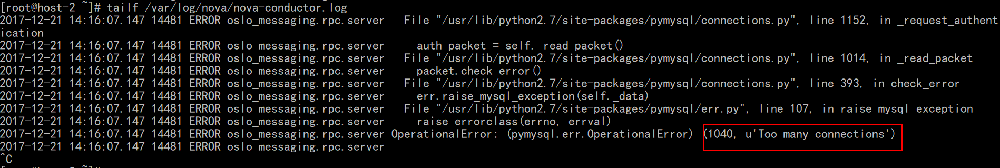 [root@host-2 ~]# tailf /var/log/nova/nova-conductor.log
2017-12-21 14:16:07.147 14481 ERROR oslo_messaging.rpc.server   File "/usr/lib/python2.7/site-packages/pymysql/connections.py", line 1152, in _request_authent
ication
2017-12-21 14:16:07.147 14481 ERROR oslo_messaging.rpc.server     auth_packet = self._read_packet()
2017-12-21 14:16:07.147 14481 ERROR oslo_messaging.rpc.server   File "/usr/lib/python2.7/site-packages/pymysql/connections.py", line 1014, in _read_packet
2017-12-21 14:16:07.147 14481 ERROR oslo_messaging.rpc.server     packet.check_error()
2017-12-21 14:16:07.147 14481 ERROR oslo_messaging.rpc.server   File "/usr/lib/python2.7/site-packages/pymysql/connections.py", line 393, in check_error
2017-12-21 14:16:07.147 14481 ERROR oslo_messaging.rpc.server     err.raise_mysql_exception(self._data)
2017-12-21 14:16:07.147 14481 ERROR oslo_messaging.rpc.server   File "/usr/lib/python2.7/site-packages/pymysql/err.py", line 107, in raise_mysql_exception
2017-12-21 14:16:07.147 14481 ERROR oslo_messaging.rpc.server     raise errorclass(errno, errval)
2017-12-21 14:16:07.147 14481 ERROR oslo_messaging.rpc.server OperationalError: (pymysql.err.OperationalError) (1040, u'Too many connections')
2017-12-21 14:16:07.147 14481 ERROR oslo_messaging.rpc.server
^C